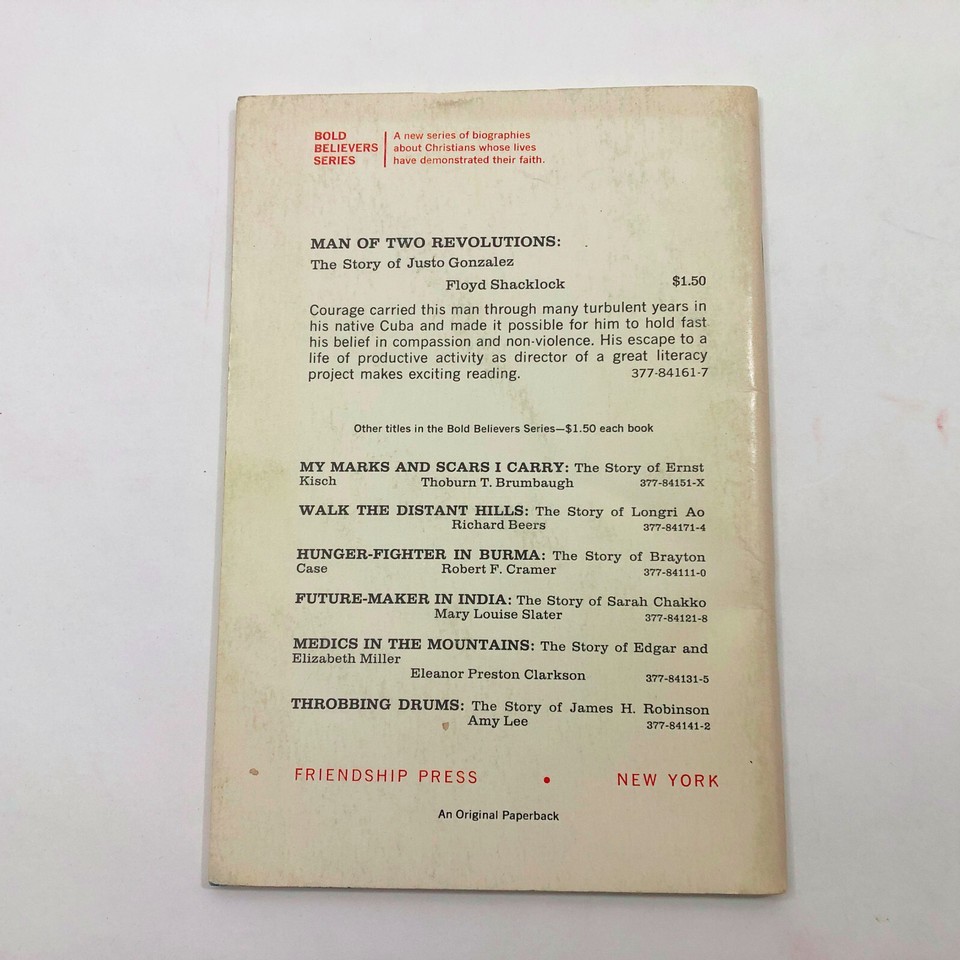 BOLD
BELIEVERS
SERIES
A new series of biographies
about Christians whose lives
have demonstrated their faith.
MAN OF TWO REVOLUTIONS:
The Story of Justo Gonzalez
Floyd Shacklock $1.50
Courage carried this man through many turbulent years in
his native Cuba and made it possible for him to hold fast
his belief in compassion and non-violence. His escape to a
life of productive activity as director of a great literacy
project makes exciting reading. 377-84161-7
Other titles in the Bold Believers Series—$1.50 each book
MY MARKS AND SCARS I CARRY: The Story of Ernst
Kisch Thoburn T. Brumbaugh 377-84151-X
WALK THE DISTANT HILLS: The Story of Longri Ao
Richard Beers 377-84171-4
HUNGER-FIGHTER IN BURMA: The Story of Brayton
Case Robert F. Cramer 377-84111-0
FUTURE-MAKER IN INDIA: The Story of Sarah Chakko
Mary Louise Slater 377-84121-8
MEDICS IN THE MOUNTAINS: The Story of Edgar and
Elizabeth Miller
Eleanor Preston Clarkson 377-84131-5
THROBBING DRUMS: The Story of James H. Robinson
Amy Lee 377-84141-2
FRIENDSHIP PRESS • NEW YORK
An Original Paperback